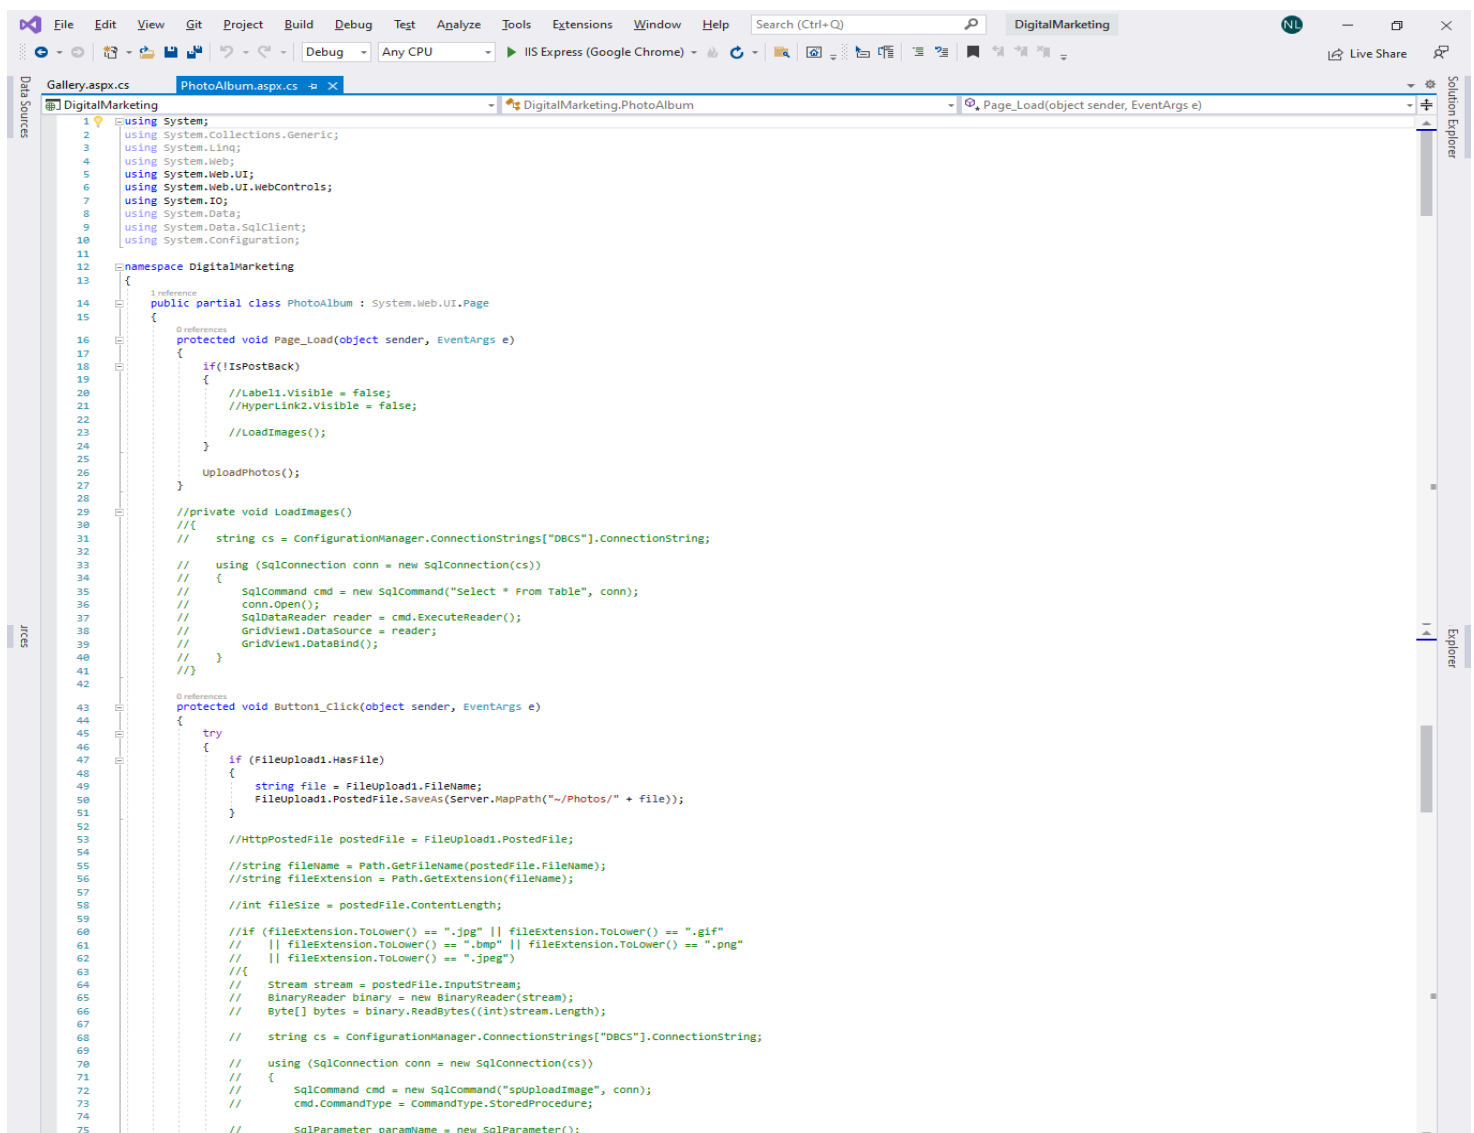 File Edit View Git Project Build Debug Test Analyze Tools Extensions Window Help Search (Ctrl+Q) DigitalMarketing NL
Debug Any CPU IIS Express (Google Chrome) Live Share
Data Sources
Solution Explorer
Gallery.aspx.cs PhotoAlbum.aspx.cs
DigitalMarketing DigitalMarketing.PhotoAlbum Page_Load(object sender, EventArgs e)
1 using System;
2 using System.Collections.Generic;
3 using System.Linq;
4 using System.Web;
5 using System.Web.UI;
6 using System.Web.UI.WebControls;
7 using System.IO;
8 using System.Data;
9 using System.Data.SqlClient;
10 using System.Configuration;
11
12 namespace DigitalMarketing
13 {
1 reference
14 public partial class PhotoAlbum : System.Web.UI.Page
15 {
0 references
16 protected void Page_Load(object sender, EventArgs e)
17 {
18 if(!IsPostBack)
19 {
20 //Label1.Visible = false;
21 //HyperLink2.Visible = false;
22
23 //LoadImages();
24 }
25
26 UploadPhotos();
27 }
28
29 //private void LoadImages()
30 //{
31 // string cs = ConfigurationManager.ConnectionStrings["DBCS"].ConnectionString;
32
33 // using (SqlConnection conn = new SqlConnection(cs))
34 // {
35 // SqlCommand cmd = new SqlCommand("Select * From Table", conn);
36 // conn.Open();
37 // SqlDataReader reader = cmd.ExecuteReader();
38 // GridView1.DataSource = reader;
39 // GridView1.DataBind();
40 // }
41 //}
42
urces
Explorer
0 references
43 protected void Button1_Click(object sender, EventArgs e)
44 {
45 try
46 {
47 if (FileUpload1.HasFile)
48 {
49 string file = FileUpload1.FileName;
50 FileUpload1.PostedFile.SaveAs(Server.MapPath("~/Photos/" + file));
51 }
52
53 //HttpPostedFile postedFile = FileUpload1.PostedFile;
54
55 //string fileName = Path.GetFileName(postedFile.FileName);
56 //string fileExtension = Path.GetExtension(fileName);
57
58 //int fileSize = postedFile.ContentLength;
59
60 //if (fileExtension.ToLower() == ".jpg" || fileExtension.ToLower() == ".gif"
61 // || fileExtension.ToLower() == ".bmp" || fileExtension.ToLower() == ".png"
62 // || fileExtension.ToLower() == ".jpeg")
63 //{
64 // Stream stream = postedFile.InputStream;
65 // BinaryReader binary = new BinaryReader(stream);
66 // Byte[] bytes = binary.ReadBytes((int)stream.Length);
67
68 // string cs = ConfigurationManager.ConnectionStrings["DBCS"].ConnectionString;
69
70 // using (SqlConnection conn = new SqlConnection(cs))
71 // {
72 // SqlCommand cmd = new SqlCommand("spUploadImage", conn);
73 // cmd.CommandType = CommandType.StoredProcedure;
74
75 // SqlParameter paramName = new SqlParameter();